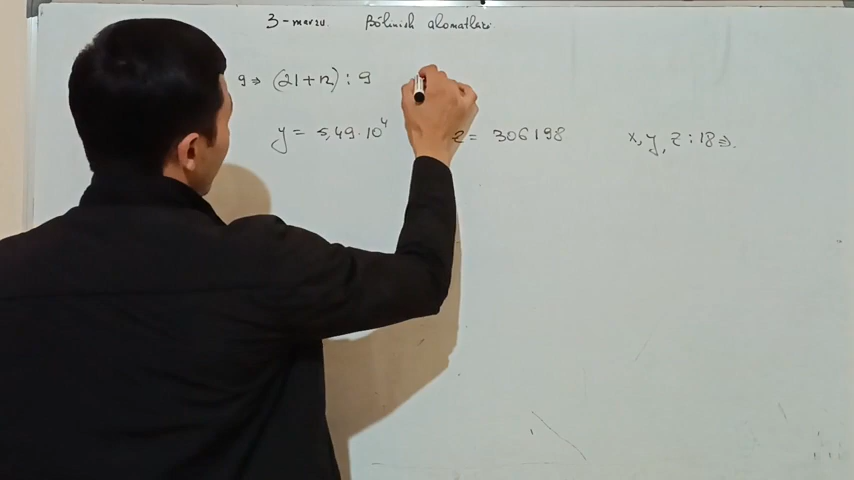 3-mavzu. Bo'linish alomatlari.
9 ⇒ (21+n) : 9
y = 5,49·10⁴ z = 306198 x, y, z : 18 ⇒.